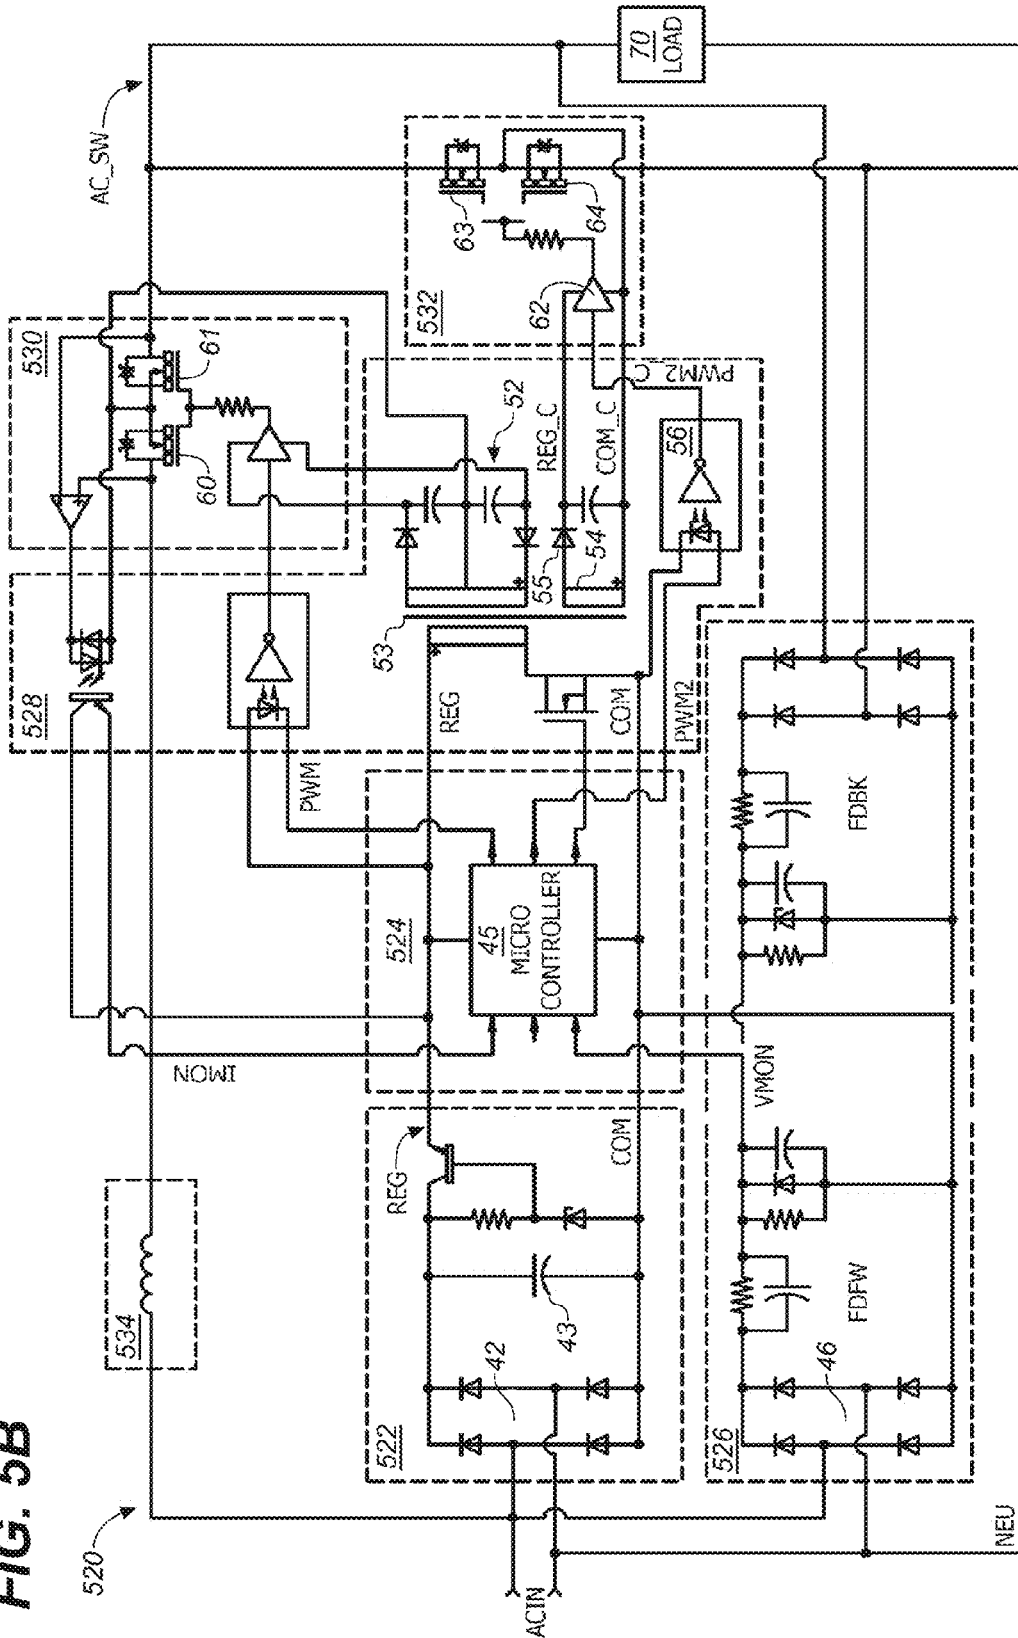 FIG. 5B
520
AC_SW
534
IMON
528
530
60
61
PWM
70
LOAD
532
63
64
62
53
52
REG
COM
REG_C
COM_C
55
54
56
PWM2_C
PWM2
522
42
43
REG
COM
524
45
MICRO
CONTROLLER
ACIN
526
46
FDFW
VMON
FDBK
NEU